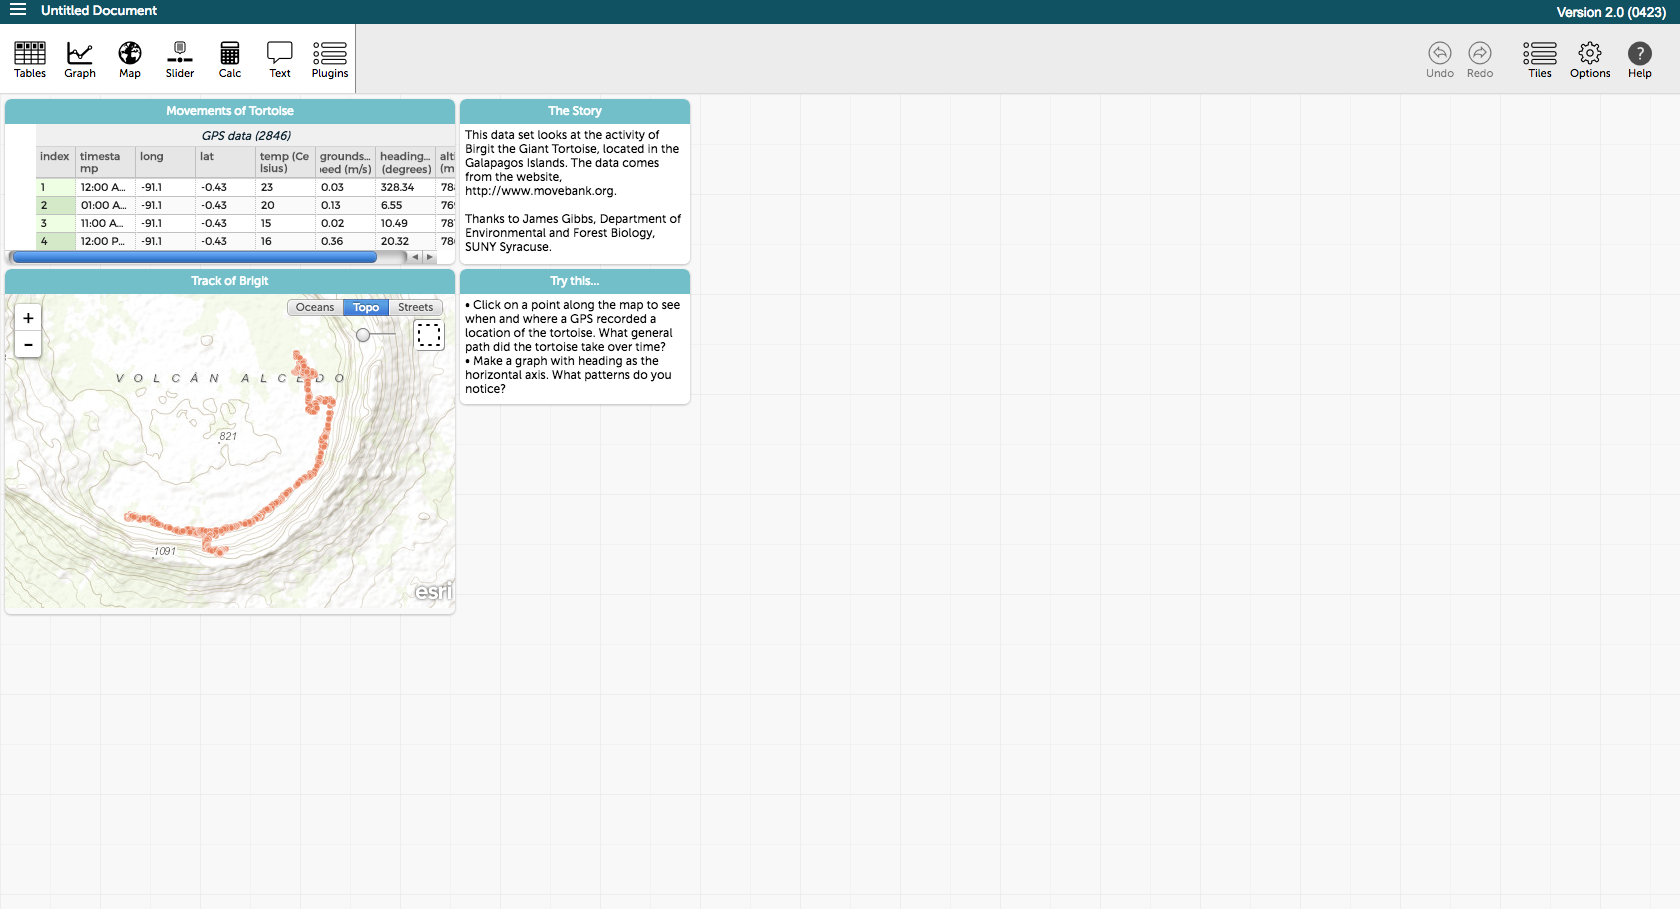 Untitled Document
Version 2.0 (0423)
Tables Graph Map Slider Calc Text Plugins
Undo Redo Tiles Options Help
Movements of Tortoise
GPS data (2846)
index timesta long lat temp (Ce grounds... heading... alt
mp lsius) eed (m/s) (degrees) (m
1 12:00 A... -91.1 -0.43 23 0.03 328.34 78
2 01:00 A... -91.1 -0.43 20 0.13 6.55 76
3 11:00 A... -91.1 -0.43 15 0.02 10.49 78
4 12:00 P... -91.1 -0.43 16 0.36 20.32 78
The Story
This data set looks at the activity of
Birgit the Giant Tortoise, located in the
Galapagos Islands. The data comes
from the website,
http://www.movebank.org.
Thanks to James Gibbs, Department of
Environmental and Forest Biology,
SUNY Syracuse.
Track of Brigit
+
-
Oceans Topo Streets
VOLCÁN ALCEDO
821
1091
esri
Try this...
• Click on a point along the map to see
when and where a GPS recorded a
location of the tortoise. What general
path did the tortoise take over time?
• Make a graph with heading as the
horizontal axis. What patterns do you
notice?